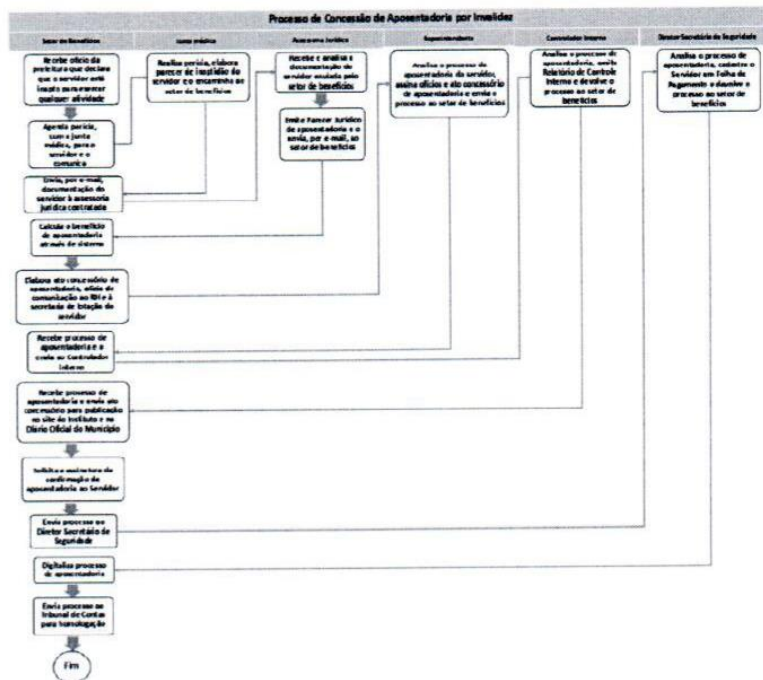 Processo de Concessão de Aposentadoria por Invalidez
Setor de Benefícios
Junta médica
Assessoria Jurídica
Superintendente
Controlador Interno
Diretor Secretário de Seguridade
Recebe ofício da
prefeitura que declara
que o servidor está
inapto para exercer
qualquer atividade
Realiza perícia, elabora
parecer de inaptidão do
servidor e o encaminha ao
setor de benefícios
Recebe e analisa a
documentação do
servidor enviada pelo
setor de benefícios
Analisa o processo de
aposentadoria do servidor,
assina ofícios e ato concessório
de aposentadoria e envia o
processo ao setor de benefícios
Analisa o processo de
aposentadoria, emite
Relatório de Controle
Interno e devolve o
processo ao setor de
benefícios
Analisa o processo de
aposentadoria, cadastra o
Servidor em Folha de
Pagamento e devolve o
processo ao setor de
benefícios
Agenda perícia,
com a junta
médica, para o
servidor e o
comunica
Emite Parecer Jurídico
de aposentadoria e o
envia, por e-mail, ao
setor de benefícios
Envia, por e-mail,
documentação do
servidor à assessoria
jurídica contratada
Calcula o benefício
de aposentadoria
através de sistema
Elabora ato concessório de
aposentadoria, ofício de
comunicação ao RH e à
secretaria de lotação do
servidor
Recebe processo de
aposentadoria e o
envia ao Controlador
Interno
Recebe processo de
aposentadoria e envia ato
concessório para publicação
no site do Instituto e no
Diário Oficial do Município
Solicita a assinatura da
confirmação de
aposentadoria ao Servidor
Envia processo ao
Diretor Secretário de
Seguridade
Digitaliza processo
de aposentadoria
Envia processo ao
Tribunal de Contas
para homologação
Fim